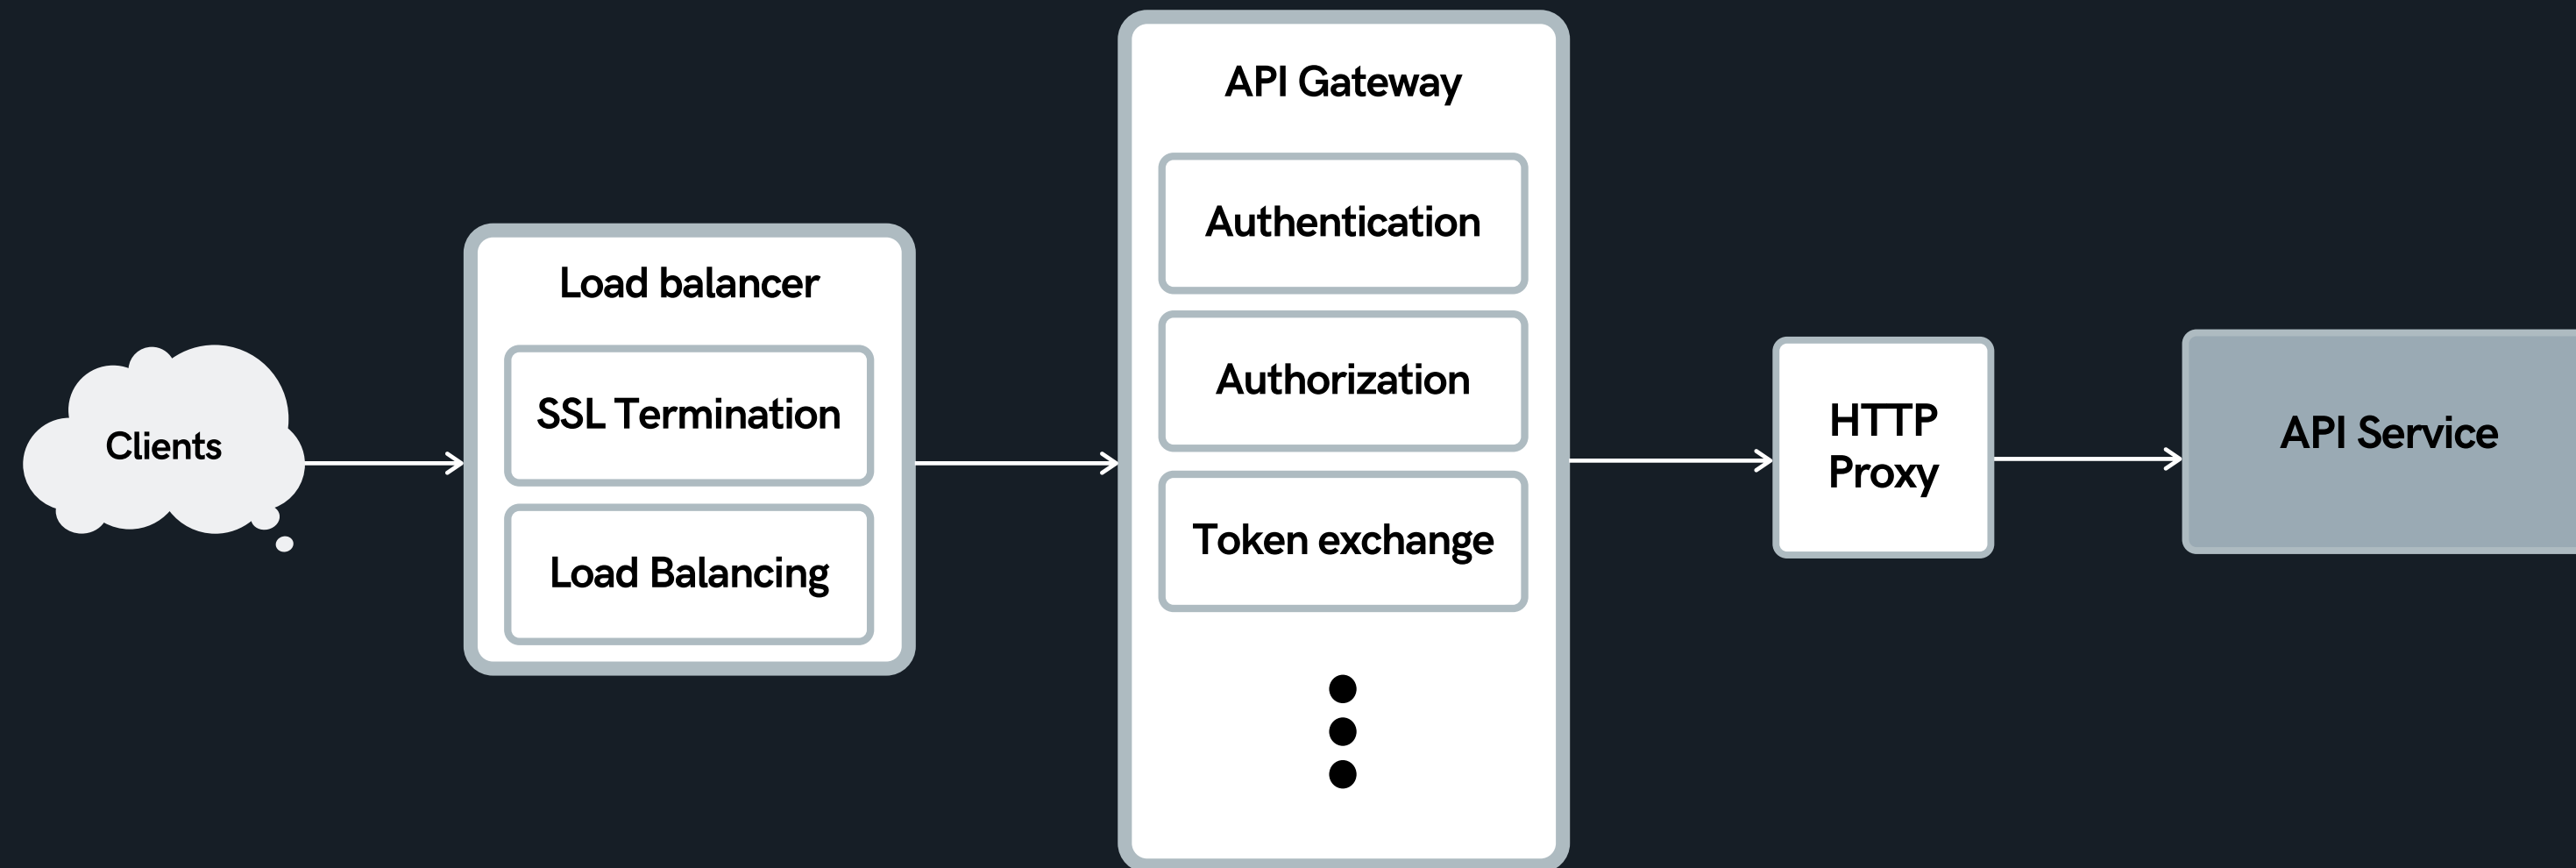 Clients
Load balancer
SSL Termination
Load Balancing
API Gateway
Authentication
Authorization
Token exchange
HTTP
Proxy
API Service